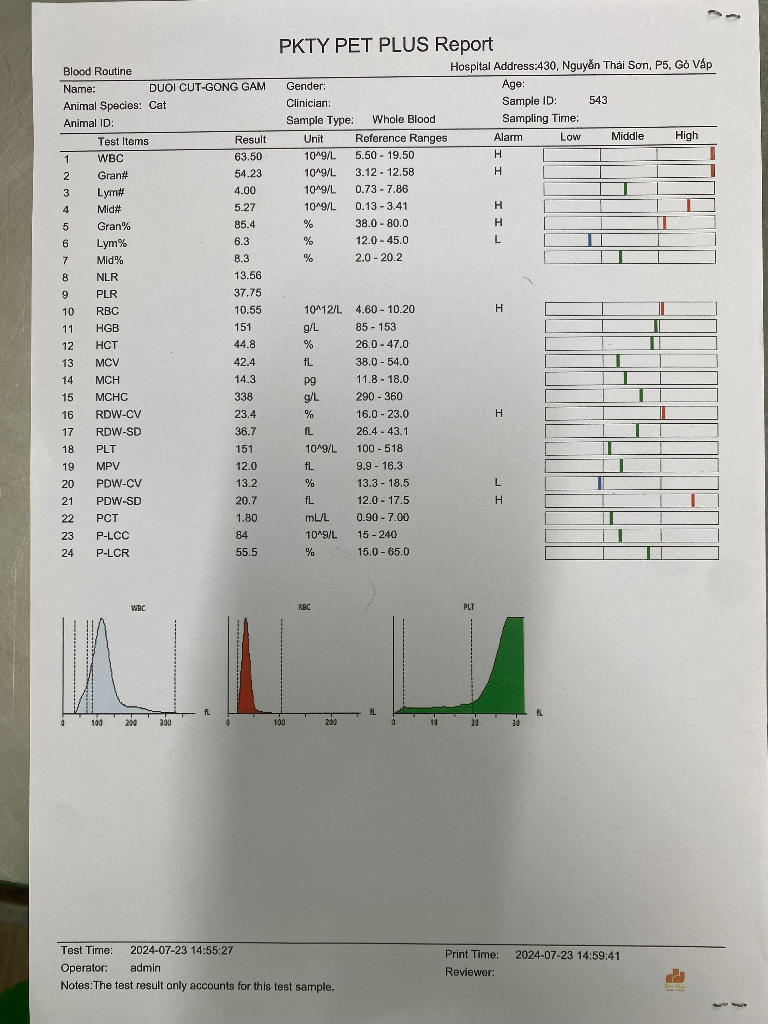 PKTY PET PLUS Report
Blood Routine Hospital Address:430, Nguyễn Thái Sơn, P5, Gò Vấp
Name: DUOI CUT-GONG GAM Gender: Age:
Animal Species: Cat Clinician: Sample ID: 543
Animal ID: Sample Type: Whole Blood Sampling Time:
Test Items Result Unit Reference Ranges Alarm Low Middle High
1 WBC 63.50 10^9/L 5.50 - 19.50 H
2 Gran# 54.23 10^9/L 3.12 - 12.58 H
3 Lym# 4.00 10^9/L 0.73 - 7.86
4 Mid# 5.27 10^9/L 0.13 - 3.41 H
5 Gran% 85.4 % 38.0 - 80.0 H
6 Lym% 6.3 % 12.0 - 45.0 L
7 Mid% 8.3 % 2.0 - 20.2
8 NLR 13.56
9 PLR 37.75
10 RBC 10.55 10^12/L 4.60 - 10.20 H
11 HGB 151 g/L 85 - 153
12 HCT 44.8 % 26.0 - 47.0
13 MCV 42.4 fL 38.0 - 54.0
14 MCH 14.3 pg 11.8 - 18.0
15 MCHC 338 g/L 290 - 360
16 RDW-CV 23.4 % 16.0 - 23.0 H
17 RDW-SD 36.7 fL 26.4 - 43.1
18 PLT 151 10^9/L 100 - 518
19 MPV 12.0 fL 9.9 - 16.3
20 PDW-CV 13.2 % 13.3 - 18.5 L
21 PDW-SD 20.7 fL 12.0 - 17.5 H
22 PCT 1.80 mL/L 0.90 - 7.00
23 P-LCC 84 10^9/L 15 - 240
24 P-LCR 55.5 % 15.0 - 65.0
WBC RBC PLT
0 100 200 300 fL 0 100 200 fL 0 10 20 30 fL
Test Time: 2024-07-23 14:55:27 Print Time: 2024-07-23 14:59:41
Operator: admin Reviewer:
Notes:The test result only accounts for this test sample.